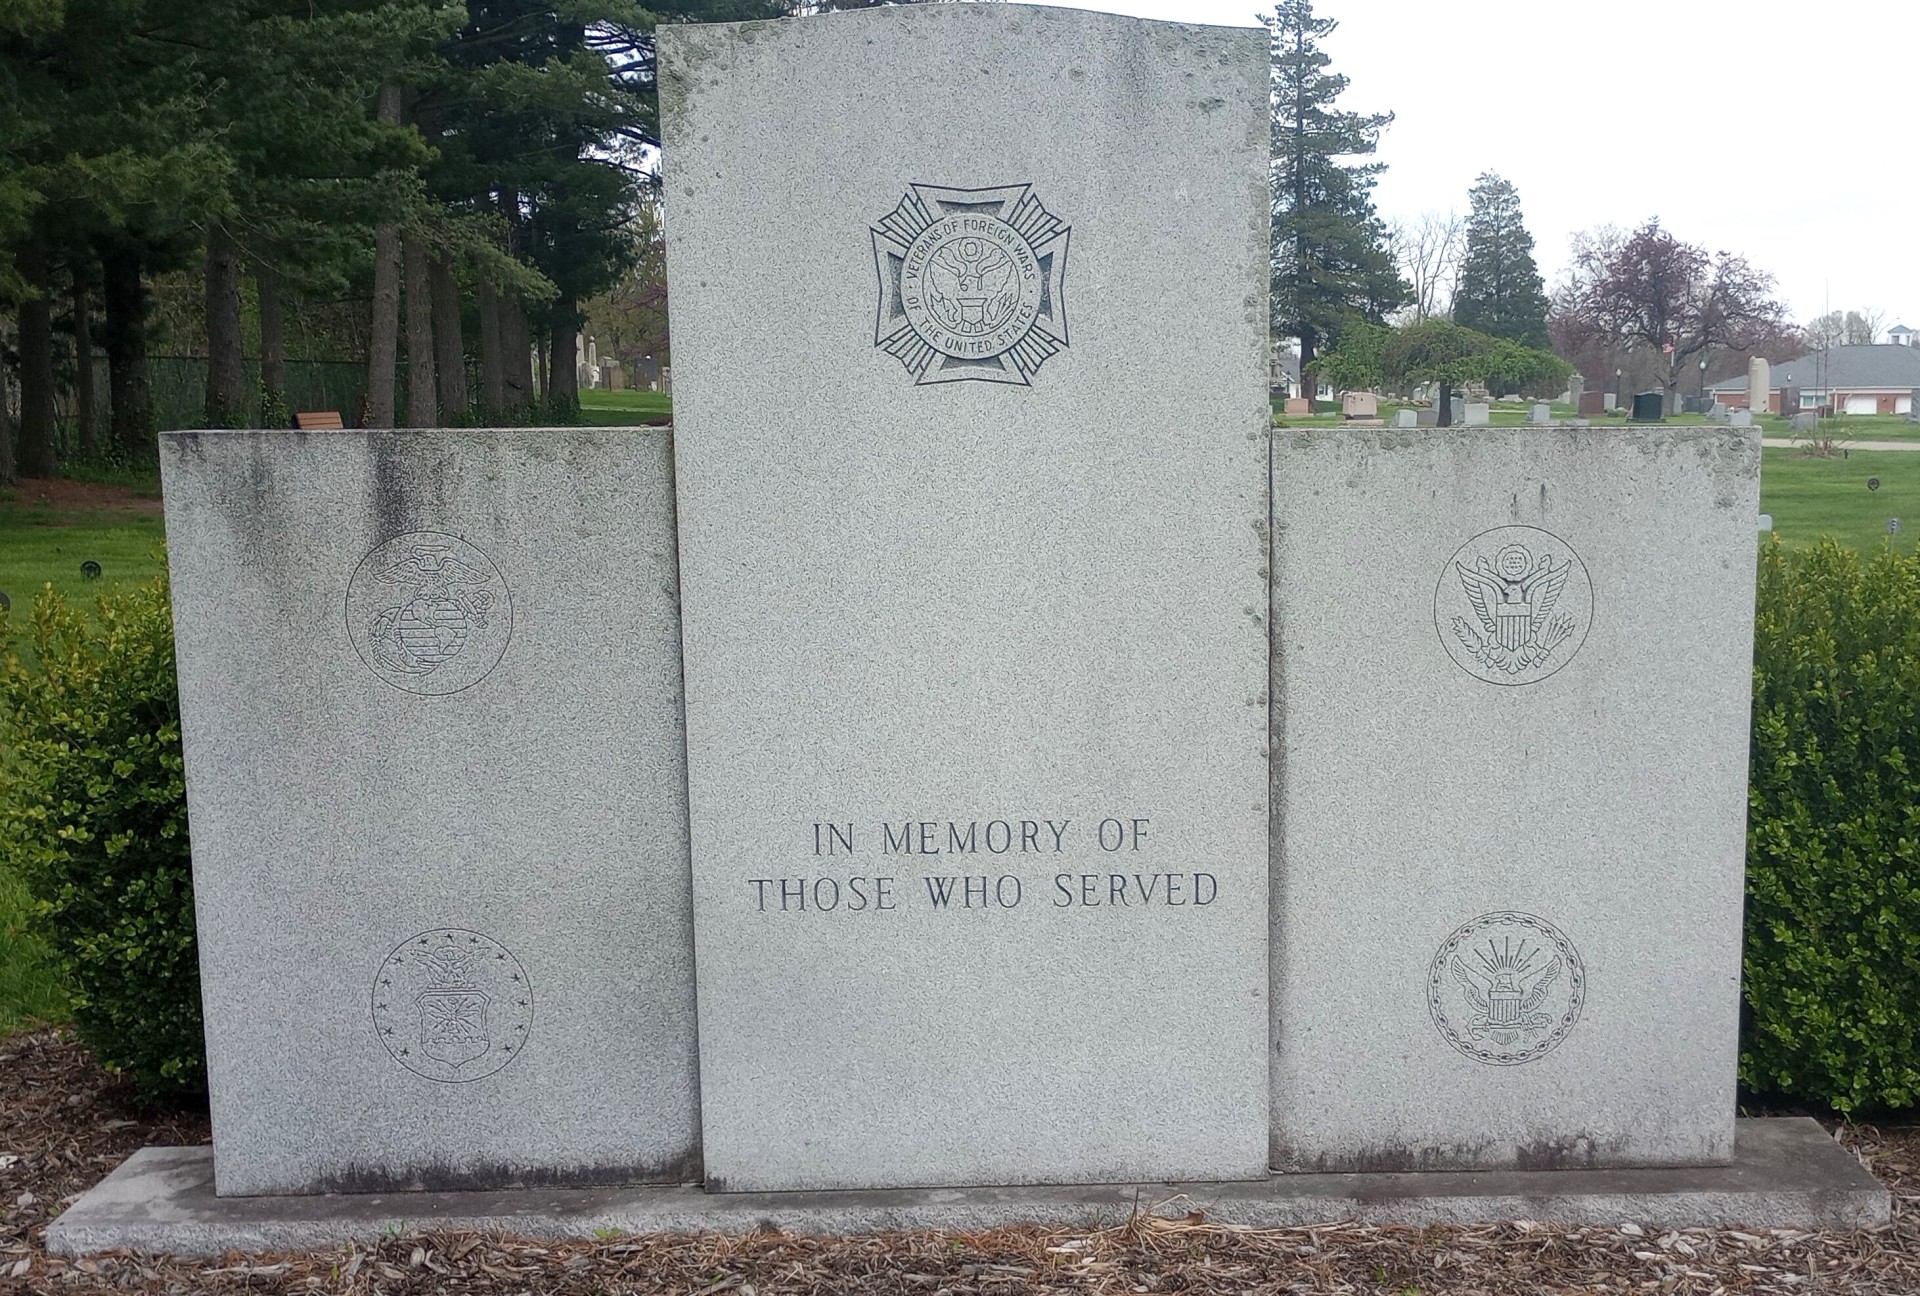 VETERANS OF FOREIGN WARS
OF THE UNITED STATES
IN MEMORY OF
THOSE WHO SERVED